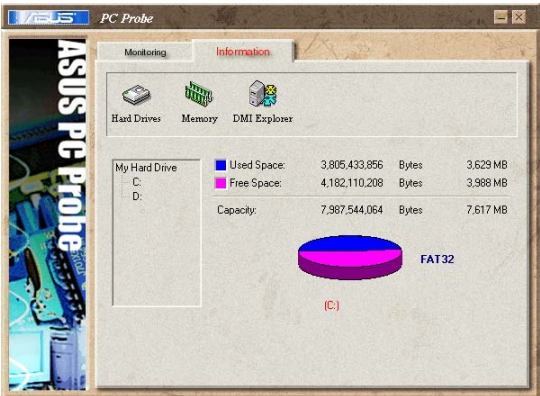 ASUS PC Probe
Monitoring Information
Hard Drives Memory DMI Explorer
My Hard Drive
C:
D:
Used Space: 3,805,433,856 Bytes 3,629 MB
Free Space: 4,182,110,208 Bytes 3,988 MB
Capacity: 7,987,544,064 Bytes 7,617 MB
FAT32
(C:)
ASUS PC Probe